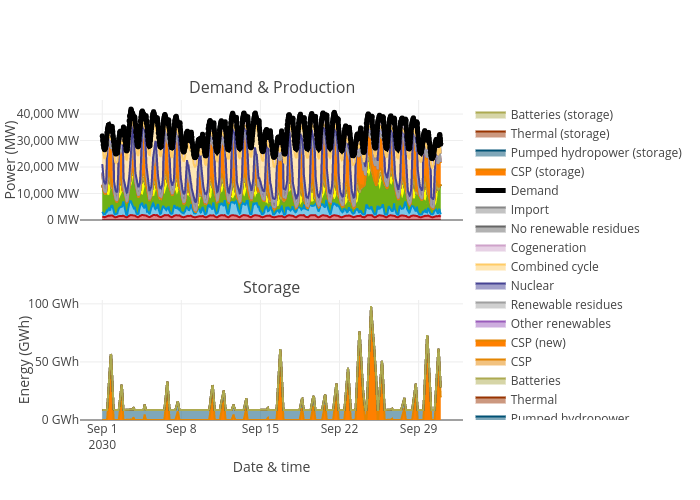 Demand & Production
Power (MW)
40,000 MW
30,000 MW
20,000 MW
10,000 MW
0 MW
Storage
Energy (GWh)
100 GWh
50 GWh
0 GWh
Sep 1
2030
Sep 8
Sep 15
Sep 22
Sep 29
Date & time
Batteries (storage)
Thermal (storage)
Pumped hydropower (storage)
CSP (storage)
Demand
Import
No renewable residues
Cogeneration
Combined cycle
Nuclear
Renewable residues
Other renewables
CSP (new)
CSP
Batteries
Thermal
Pumped hydropower